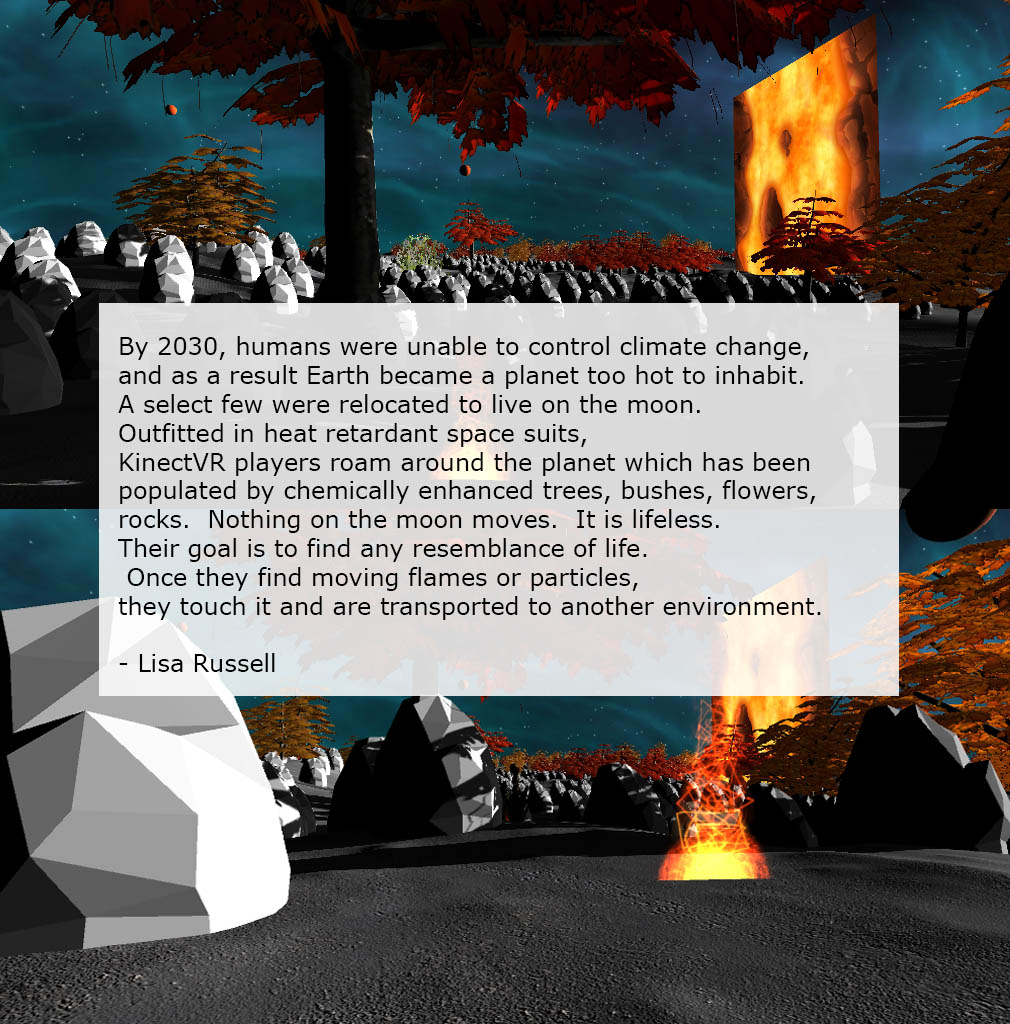 By 2030, humans were unable to control climate change,
and as a result Earth became a planet too hot to inhabit.
A select few were relocated to live on the moon.
Outfitted in heat retardant space suits,
KinectVR players roam around the planet which has been
populated by chemically enhanced trees, bushes, flowers,
rocks.  Nothing on the moon moves.  It is lifeless.
Their goal is to find any resemblance of life.
Once they find moving flames or particles,
they touch it and are transported to another environment.
- Lisa Russell